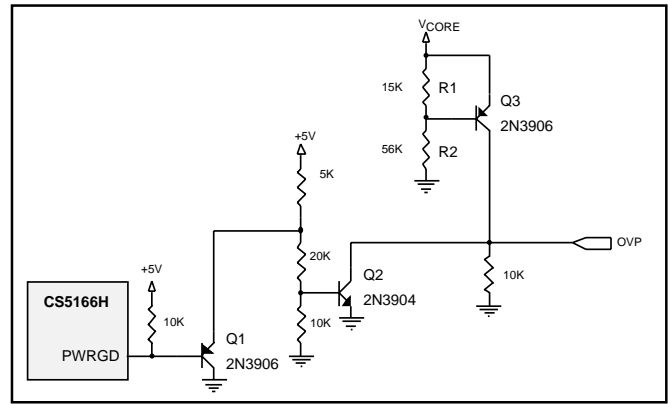 VCORE
15K R1
Q3
2N3906
+5V
56K R2
5K
OVP
20K
Q2
2N3904
10K
+5V
CS5166H
10K
Q1
10K
PWRGD
2N3906